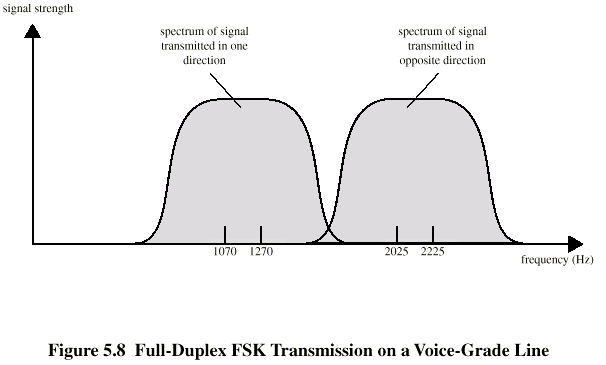 signal strength
spectrum of signal
transmitted in one
direction
spectrum of signal
transmitted in
opposite direction
1070 1270 2025 2225
frequency (Hz)
Figure 5.8 Full-Duplex FSK Transmission on a Voice-Grade Line